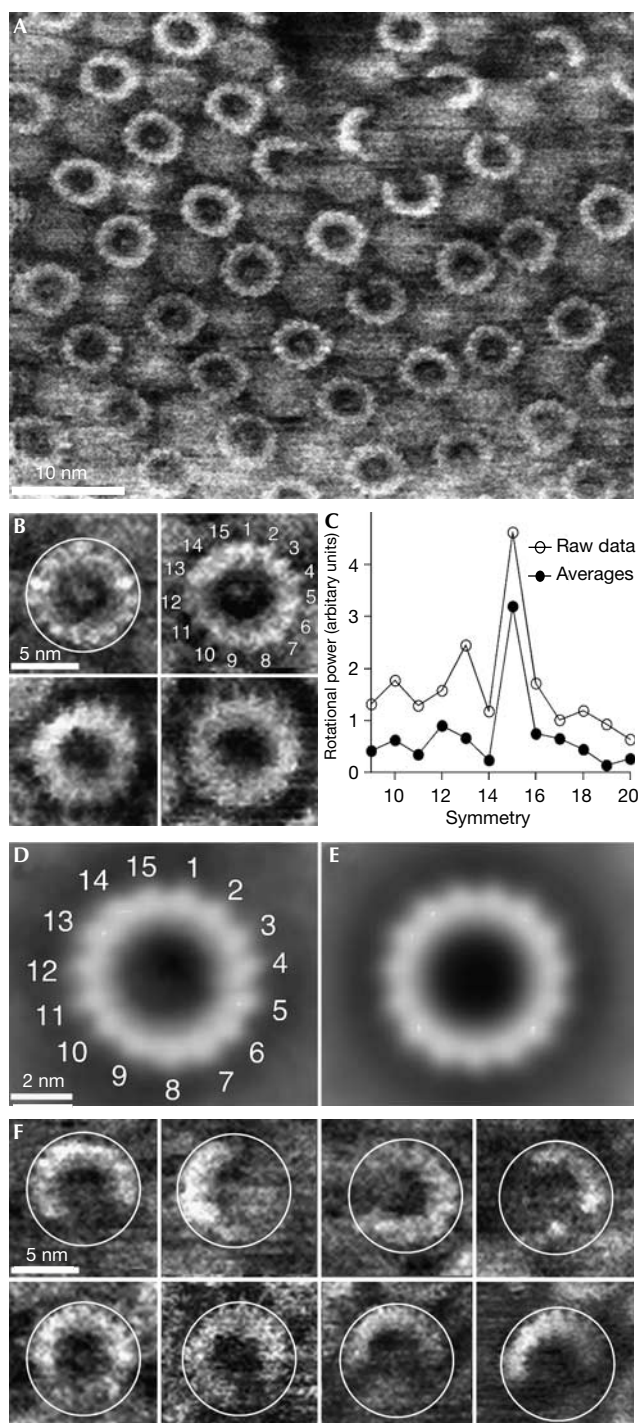 A
10 nm
B
5 nm
15 1 2
14 3
13 4
12 5
11 6
10 7
9 8
C
Rotational power (arbitary units)
4
3
2
1
0
Raw data
Averages
10 12 14 16 18 20
Symmetry
D
15 1
14 2
13 3
12 4
11 5
10 6
9 7
8
2 nm
E
F
5 nm